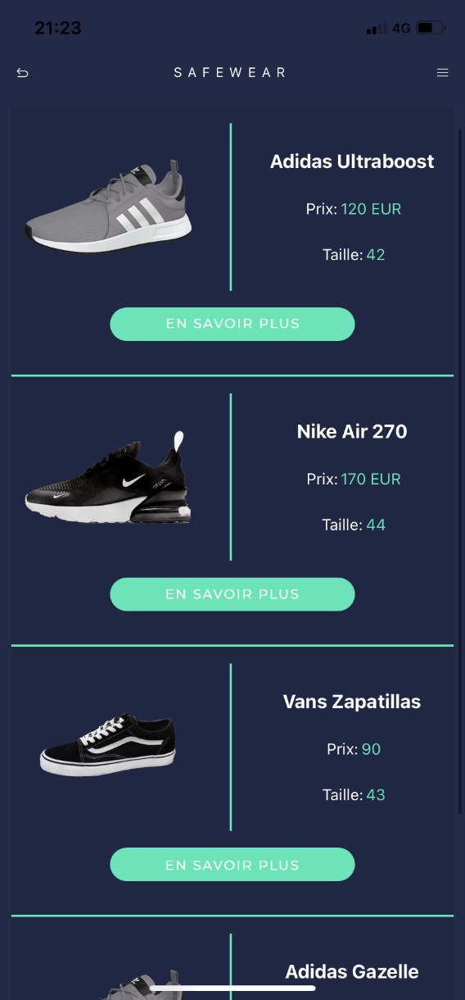 21:23
4G
SAFEWEAR
Adidas Ultraboost
Prix: 120 EUR
Taille: 42
EN SAVOIR PLUS
Nike Air 270
Prix: 170 EUR
Taille: 44
EN SAVOIR PLUS
Vans Zapatillas
Prix: 90
Taille: 43
EN SAVOIR PLUS
Adidas Gazelle